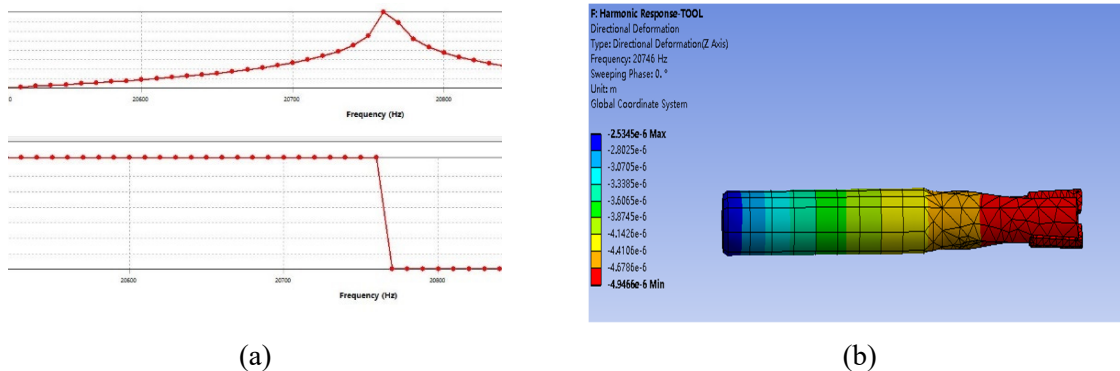 0
20600
20700
20800
Frequency (Hz)
20600
20700
20800
Frequency (Hz)
(a)
F: Harmonic Response-TOOL
Directional Deformation
Type: Directional Deformation(Z Axis)
Frequency: 20746 Hz
Sweeping Phase: 0. °
Unit: m
Global Coordinate System
-2.5345e-6 Max
-2.8025e-6
-3.0705e-6
-3.3385e-6
-3.6065e-6
-3.8745e-6
-4.1426e-6
-4.4106e-6
-4.6786e-6
-4.9466e-6 Min
(b)